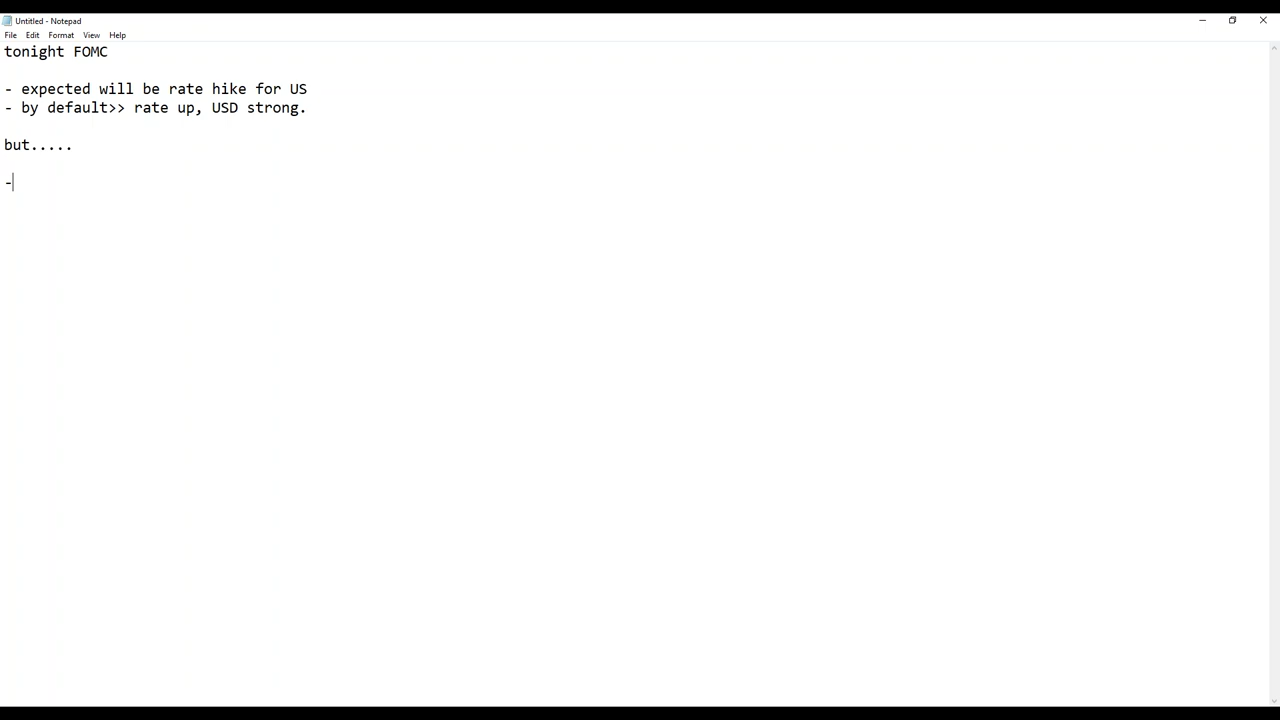 Untitled - Notepad
File Edit Format View Help
tonight FOMC
- expected will be rate hike for US
- by default>> rate up, USD strong.
but.....
-